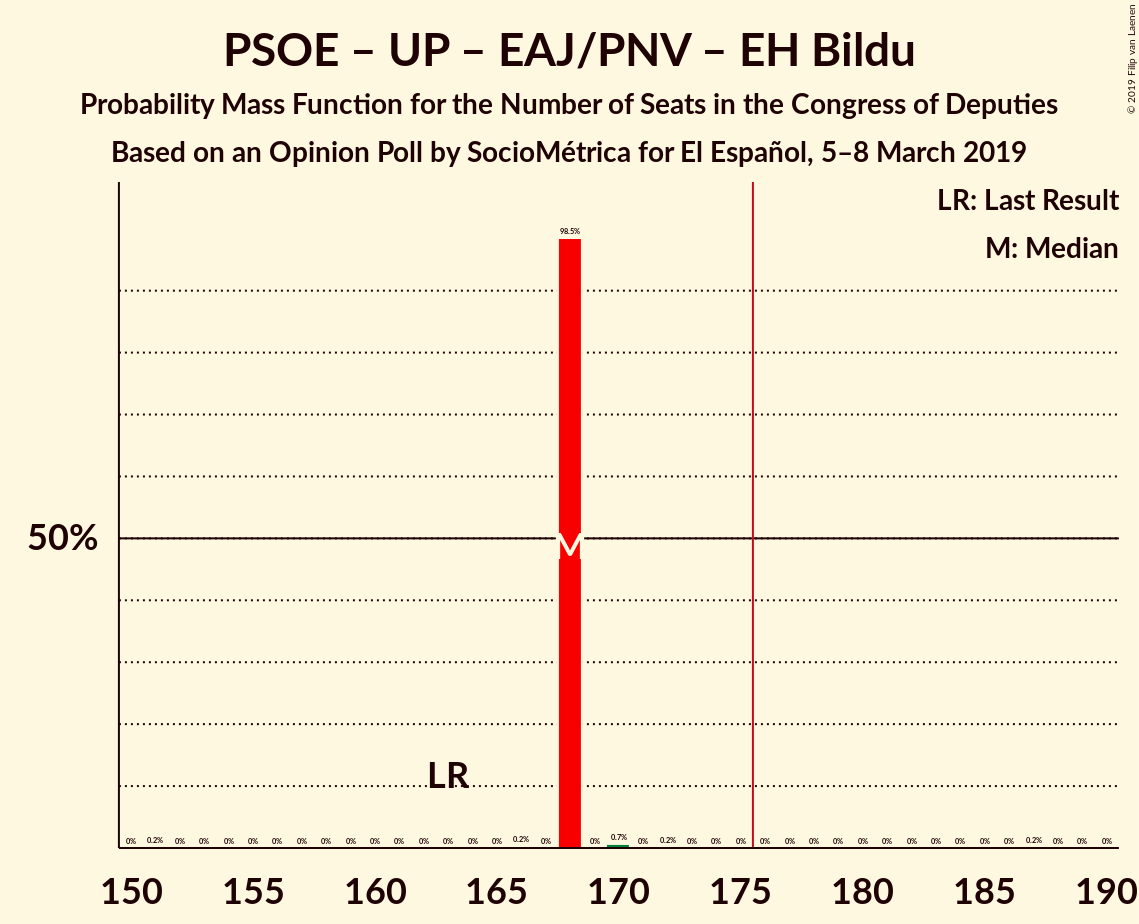 PSOE – UP – EAJ/PNV – EH Bildu
Probability Mass Function for the Number of Seats in the Congress of Deputies
Based on an Opinion Poll by SocioMétrica for El Español, 5–8 March 2019
© 2019 Filip van Laenen
LR: Last Result
M: Median
98.5%
50%
M
LR
0% 0.2% 0% 0% 0% 0% 0% 0% 0% 0% 0% 0% 0% 0% 0% 0% 0.2% 0% 0% 0.7% 0% 0.2% 0% 0% 0% 0% 0% 0% 0% 0% 0% 0% 0% 0% 0% 0% 0.2% 0% 0% 0%
150 155 160 165 170 175 180 185 190